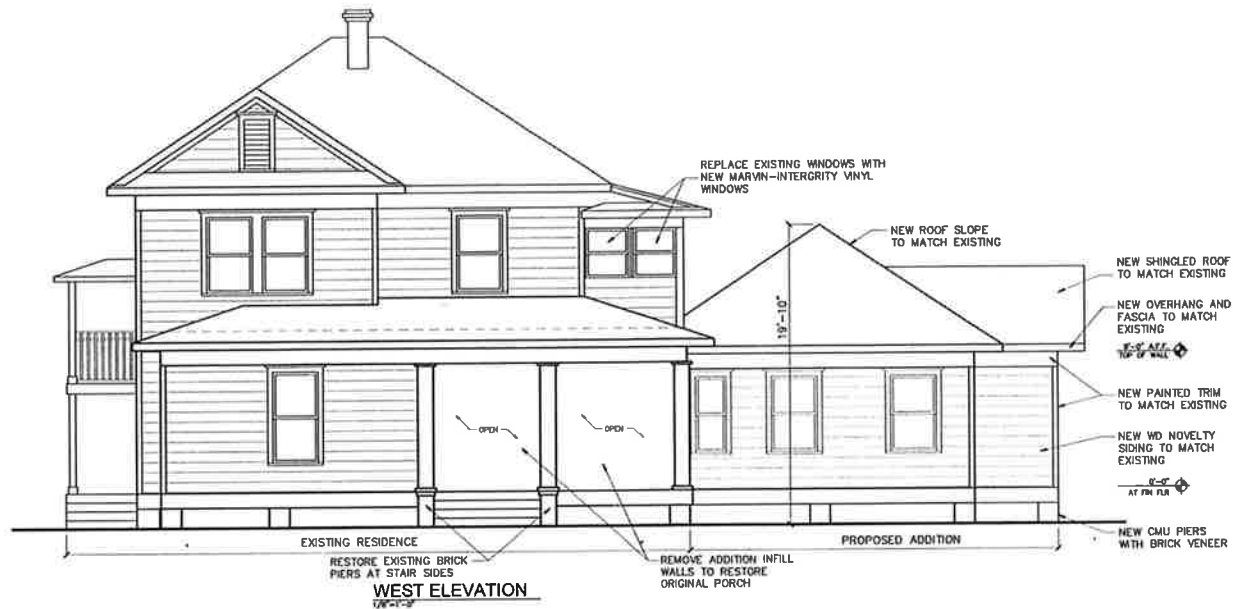 REPLACE EXISTING WINDOWS WITH
NEW MARVIN-INTERGRITY VINYL
WINDOWS
NEW ROOF SLOPE
TO MATCH EXISTING
NEW SHINGLED ROOF
TO MATCH EXISTING
NEW OVERHANG AND
FASCIA TO MATCH
EXISTING
19'-10"
TOP OF WALL
NEW PAINTED TRIM
TO MATCH EXISTING
OPEN
OPEN
NEW WD NOVELTY
SIDING TO MATCH
EXISTING
0'-0"
AT FIN FLR
NEW CMU PIERS
WITH BRICK VENEER
EXISTING RESIDENCE
PROPOSED ADDITION
RESTORE EXISTING BRICK
PIERS AT STAIR SIDES
REMOVE ADDITION INFILL
WALLS TO RESTORE
ORIGINAL PORCH
WEST ELEVATION
1/8"=1'-0"